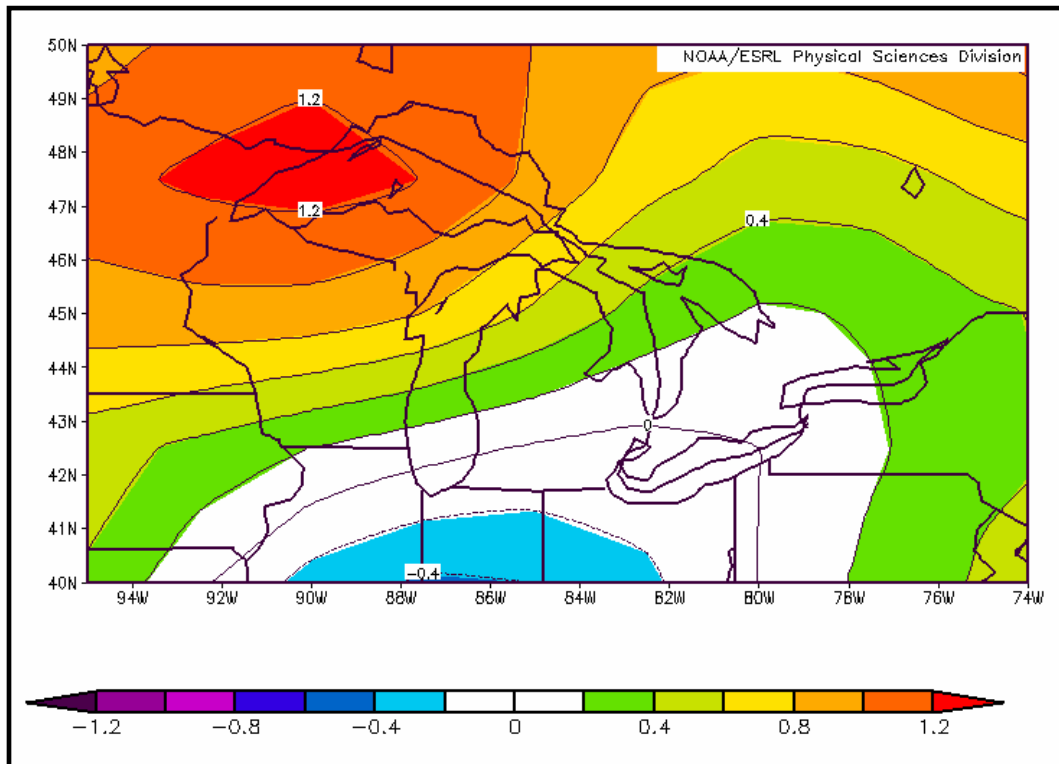 50N
NOAA/ESRL Physical Sciences Division
49N
1.2
48N
47N
1.2
0.4
46N
45N
44N
43N
0
42N
41N
40N
-0.4
94W 92W 90W 88W 86W 84W 82W 80W 78W 76W 74W
-1.2 -0.8 -0.4 0 0.4 0.8 1.2